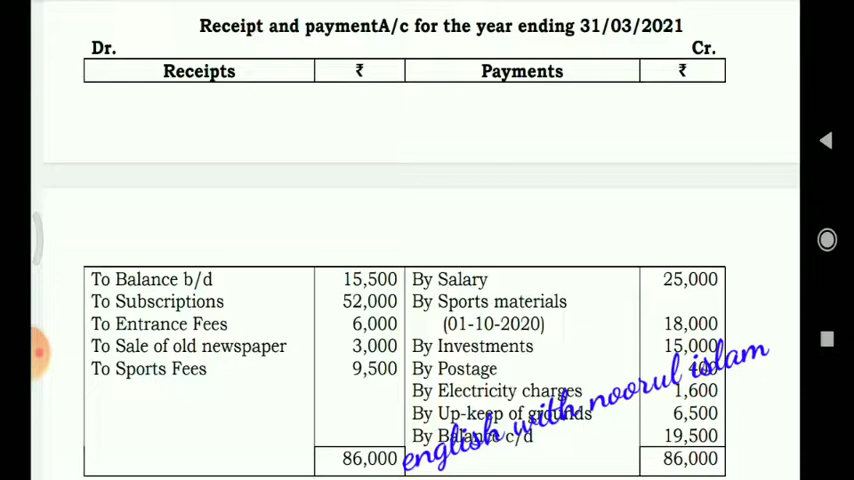 Receipt and paymentA/c for the year ending 31/03/2021
Dr. Cr.
Receipts ₹ Payments ₹
To Balance b/d 15,500 By Salary 25,000
To Subscriptions 52,000 By Sports materials
To Entrance Fees 6,000 (01-10-2020) 18,000
To Sale of old newspaper 3,000 By Investments 15,000
To Sports Fees 9,500 By Postage 400
By Electricity charges 1,600
By Up-keep of grounds 6,500
By Balance c/d 19,500
86,000 86,000
english with noorul islam